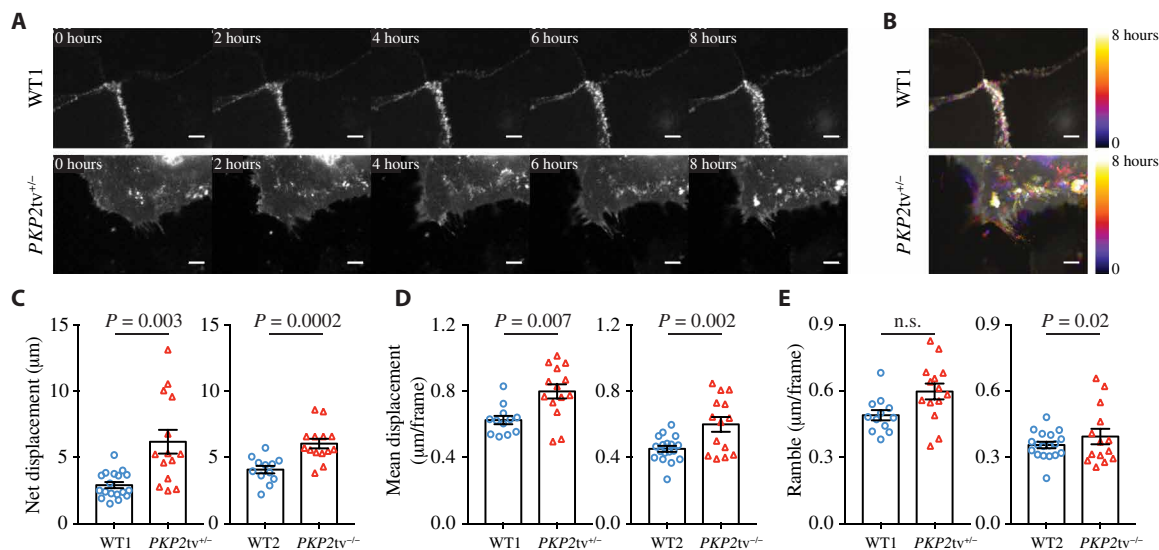 A
B
0 hours 2 hours 4 hours 6 hours 8 hours
WT1
8 hours
0
0 hours 2 hours 4 hours 6 hours 8 hours
PKP2tv+/−
8 hours
0
C
D
E
P = 0.003
P = 0.0002
P = 0.007
P = 0.002
n.s.
P = 0.02
Net displacement (μm)
15
10
5
0
WT1 PKP2tv+/−
15
10
5
0
WT2 PKP2tv−/−
Mean displacement
(μm/frame)
1.2
0.8
0.4
0.0
WT1 PKP2tv+/−
1.2
0.8
0.4
0.0
WT2 PKP2tv−/−
Ramble (μm/frame)
0.9
0.6
0.3
0
WT1 PKP2tv+/−
0.9
0.6
0.3
0.0
WT2 PKP2tv−/−